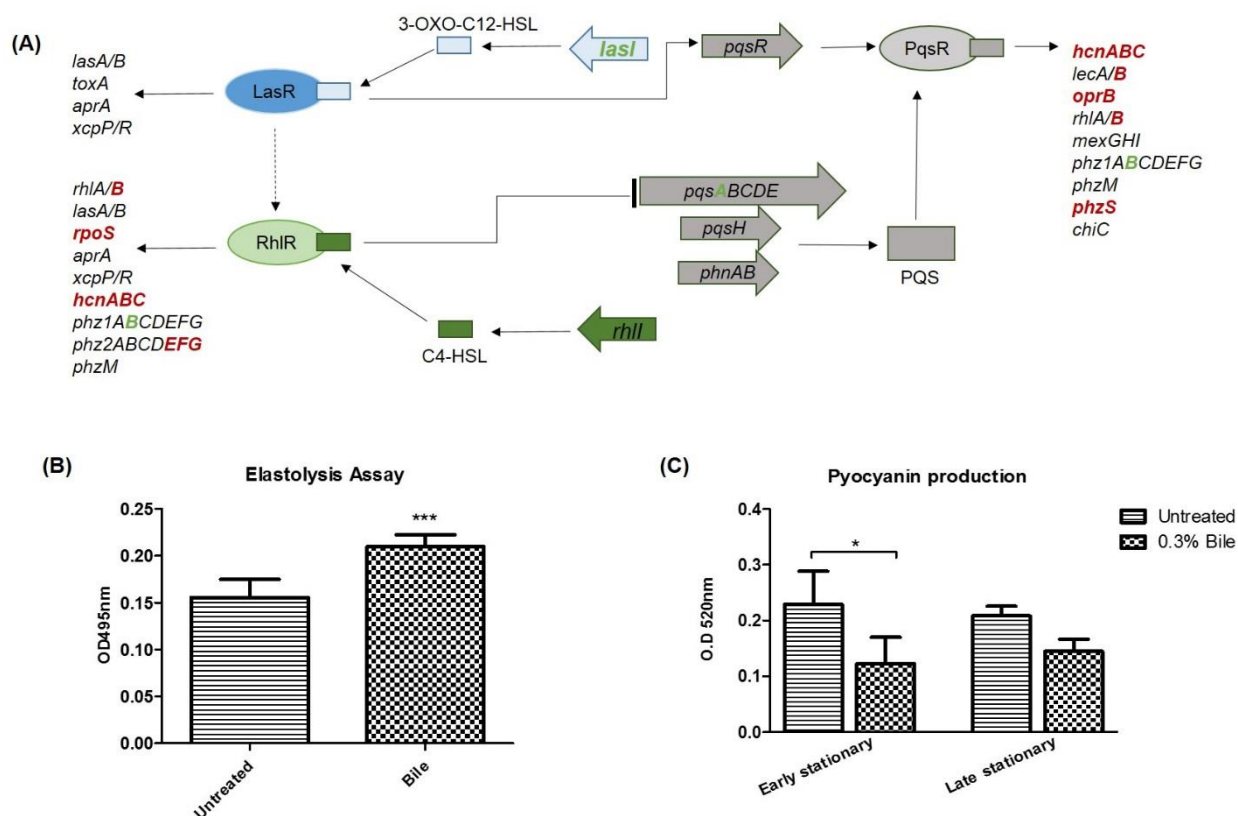 (A)
3-OXO-C12-HSL
lasI
pqsR
PqsR
LasR
lasA/B
toxA
aprA
xcpP/R
hcnABC
lecA/B
oprB
rhlA/B
mexGHI
phz1ABCDEFG
phzM
phzS
chiC
rhlA/B
lasA/B
rpoS
aprA
xcpP/R
hcnABC
phz1ABCDEFG
phz2ABCDEFG
phzM
RhlR
pqsABCDE
pqsH
phnAB
PQS
rhlI
C4-HSL
(B)
Elastolysis Assay
OD495nm
0.25
0.20
0.15
0.10
0.05
0.00
***
Untreated
Bile
(C)
Pyocyanin production
O.D 520nm
0.4
0.3
0.2
0.1
0.0
*
Early stationary
Late stationary
Untreated
0.3% Bile